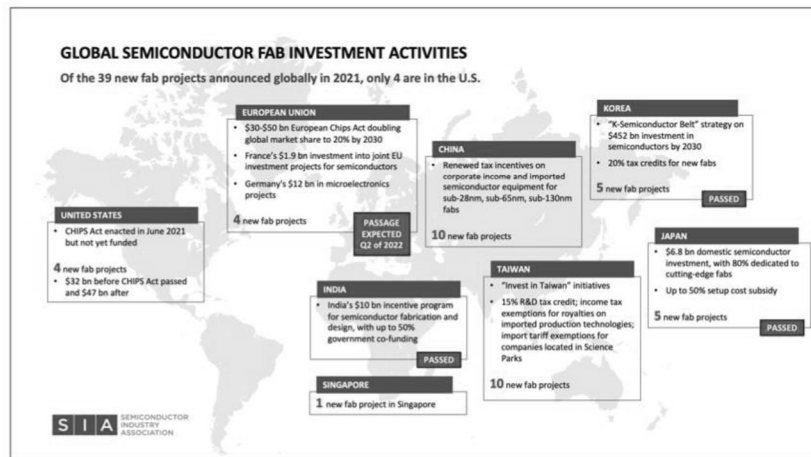 GLOBAL SEMICONDUCTOR FAB INVESTMENT ACTIVITIES
Of the 39 new fab projects announced globally in 2021, only 4 are in the U.S.
UNITED STATES
• CHIPS Act enacted in June 2021
but not yet funded
4 new fab projects
• $32 bn before CHIPS Act passed
and $47 bn after
EUROPEAN UNION
• $30-$50 bn European Chips Act doubling
global market share to 20% by 2030
• France's $1.9 bn investment into joint EU
investment projects for semiconductors
• Germany's $12 bn in microelectronics
projects
4 new fab projects
PASSAGE
EXPECTED
Q2 of 2022
INDIA
• India's $10 bn incentive program
for semiconductor fabrication and
design, with up to 50%
government co-funding
PASSED
SINGAPORE
1 new fab project in Singapore
CHINA
• Renewed tax incentives on
corporate income and imported
semiconductor equipment for
sub-28nm, sub-65nm, sub-130nm
fabs
10 new fab projects
TAIWAN
• "Invest in Taiwan" initiatives
• 15% R&D tax credit; income tax
exemptions for royalties on
imported production technologies;
import tariff exemptions for
companies located in Science
Parks
10 new fab projects
KOREA
• "K-Semiconductor Belt" strategy on
$452 bn investment in
semiconductors by 2030
• 20% tax credits for new fabs
5 new fab projects
PASSED
JAPAN
• $6.8 bn domestic semiconductor
investment, with 80% dedicated to
cutting-edge fabs
• Up to 50% setup cost subsidy
5 new fab projects
PASSED
SIA
SEMICONDUCTOR
INDUSTRY
ASSOCIATION